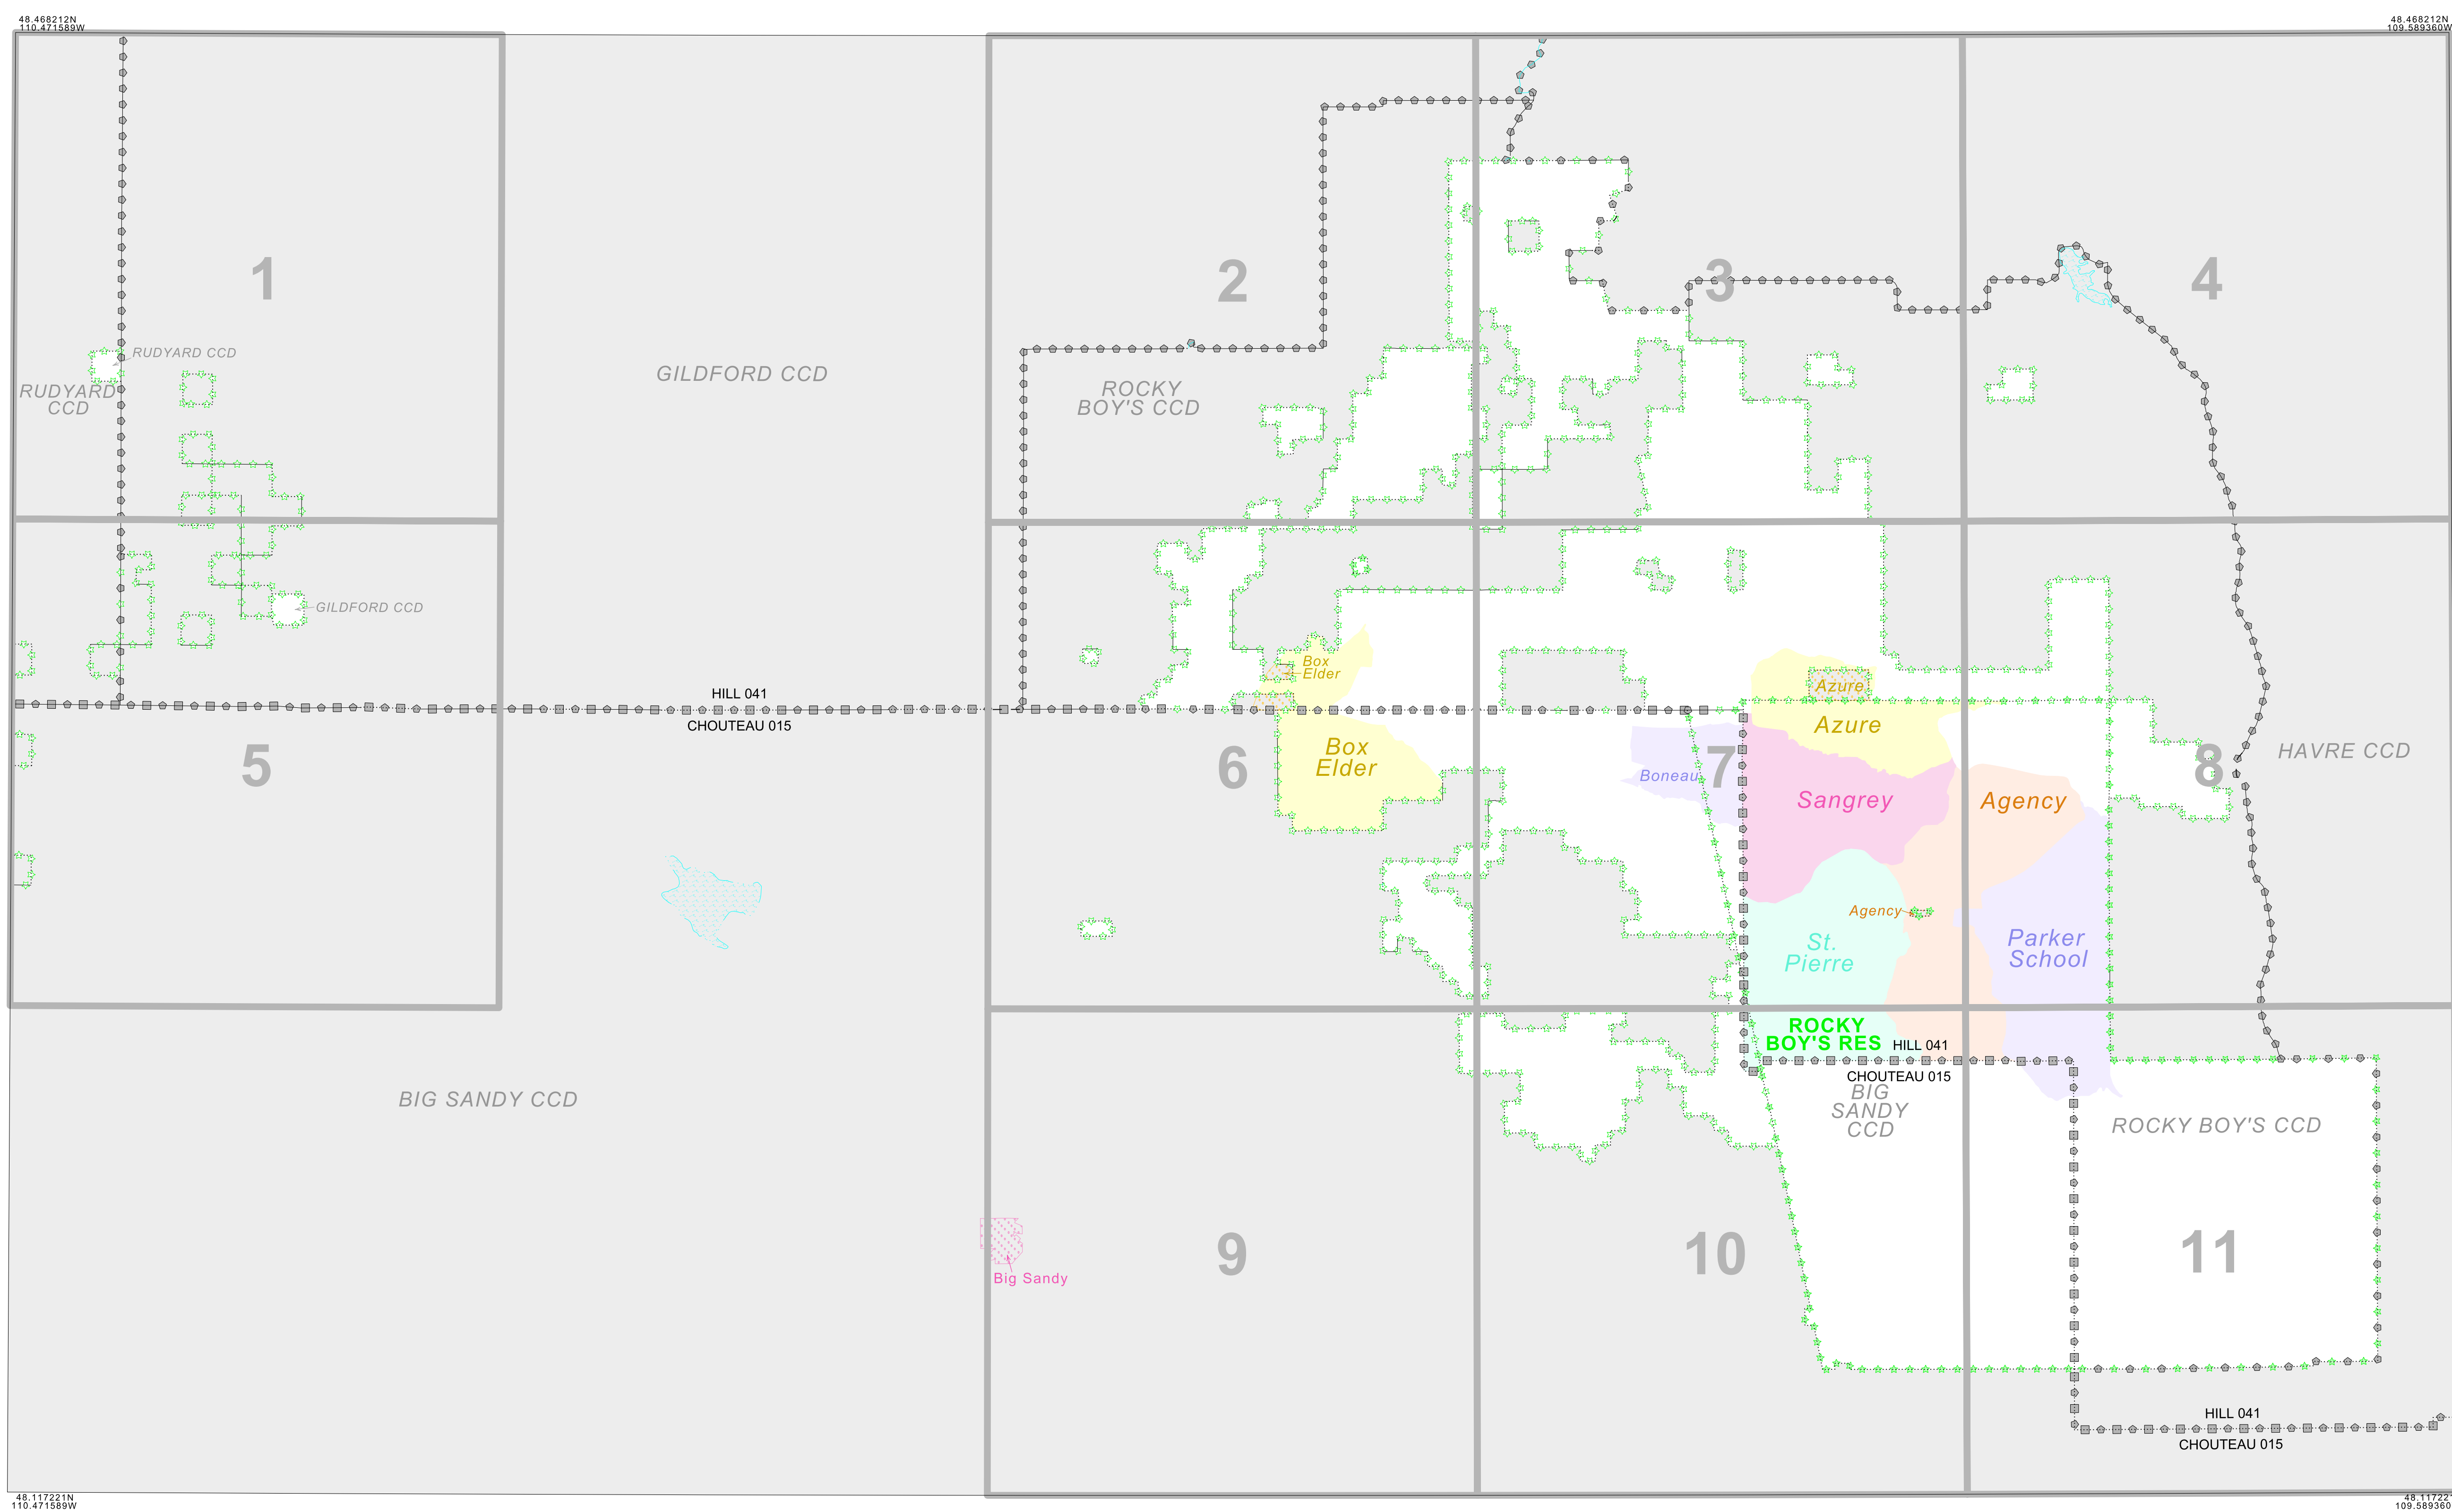 48.468212N
110.471589W
48.468212N
109.589360W
1
2
3
4
RUDYARD CCD
RUDYARD
CCD
GILDFORD CCD
ROCKY
BOY'S CCD
GILDFORD CCD
Box
Elder
Azure
HILL 041
CHOUTEAU 015
Azure
Box
Elder
5
6
Boneau
7
8
HAVRE CCD
Sangrey
Agency
Agency
St.
Pierre
Parker
School
ROCKY
BOY'S RES
HILL 041
CHOUTEAU 015
BIG
SANDY
CCD
BIG SANDY CCD
ROCKY BOY'S CCD
9
10
11
Big Sandy
HILL 041
CHOUTEAU 015
48.117221N
110.471589W
48.11722
109.589360